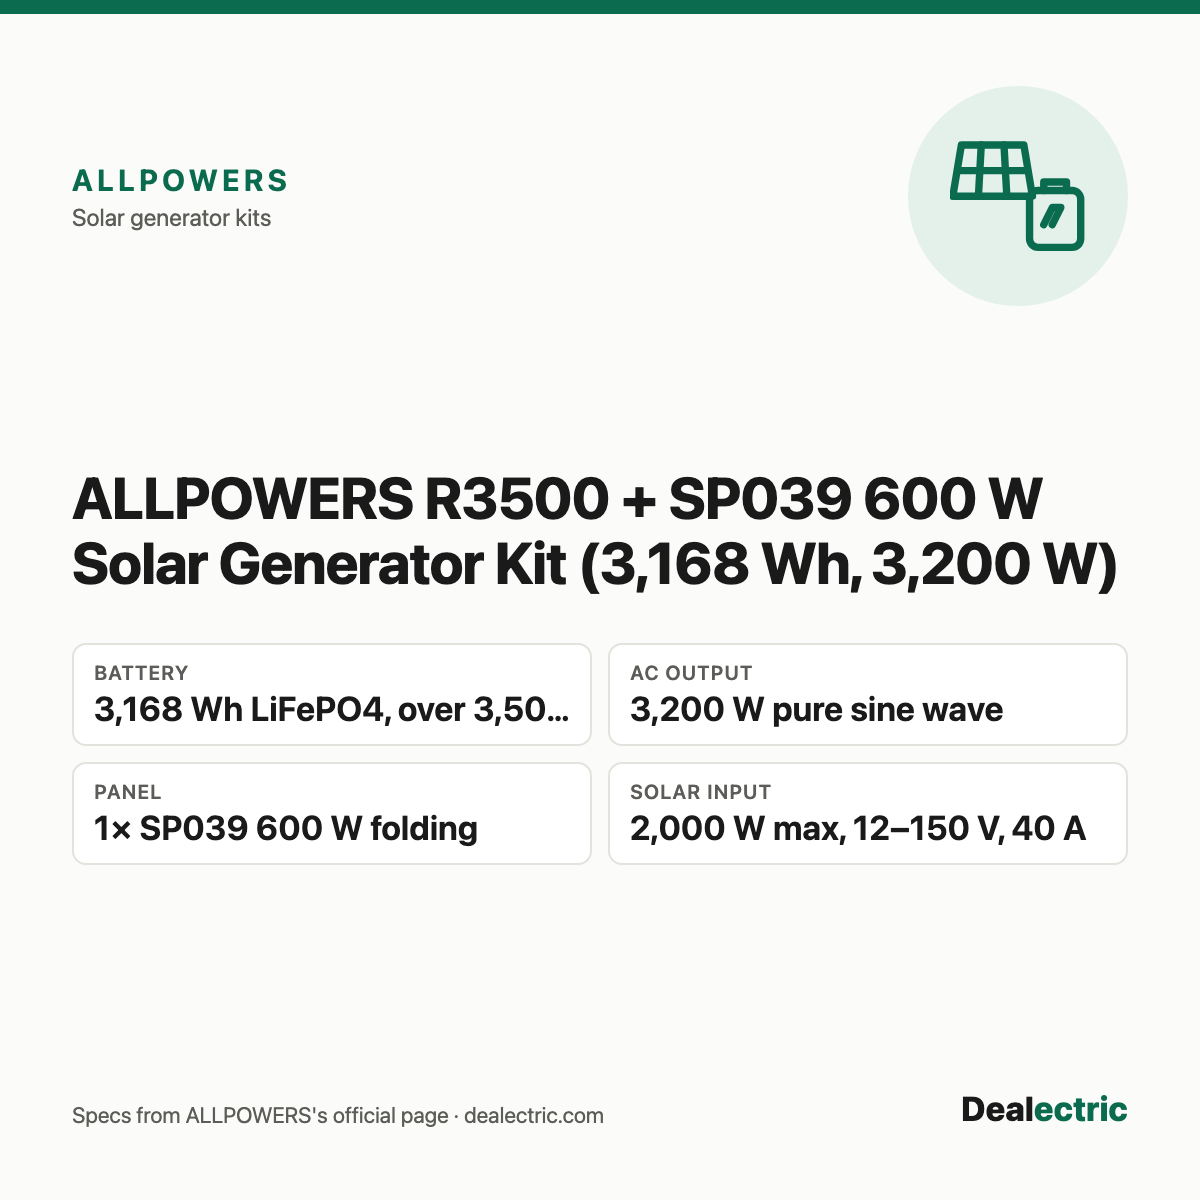 ALLPOWERS
Solar generator kits
ALLPOWERS R3500 + SP039 600 W
Solar Generator Kit (3,168 Wh, 3,200 W)
BATTERY
3,168 Wh LiFePO4, over 3,50...
AC OUTPUT
3,200 W pure sine wave
PANEL
1× SP039 600 W folding
SOLAR INPUT
2,000 W max, 12–150 V, 40 A
Specs from ALLPOWERS's official page · dealectric.com
Dealectric